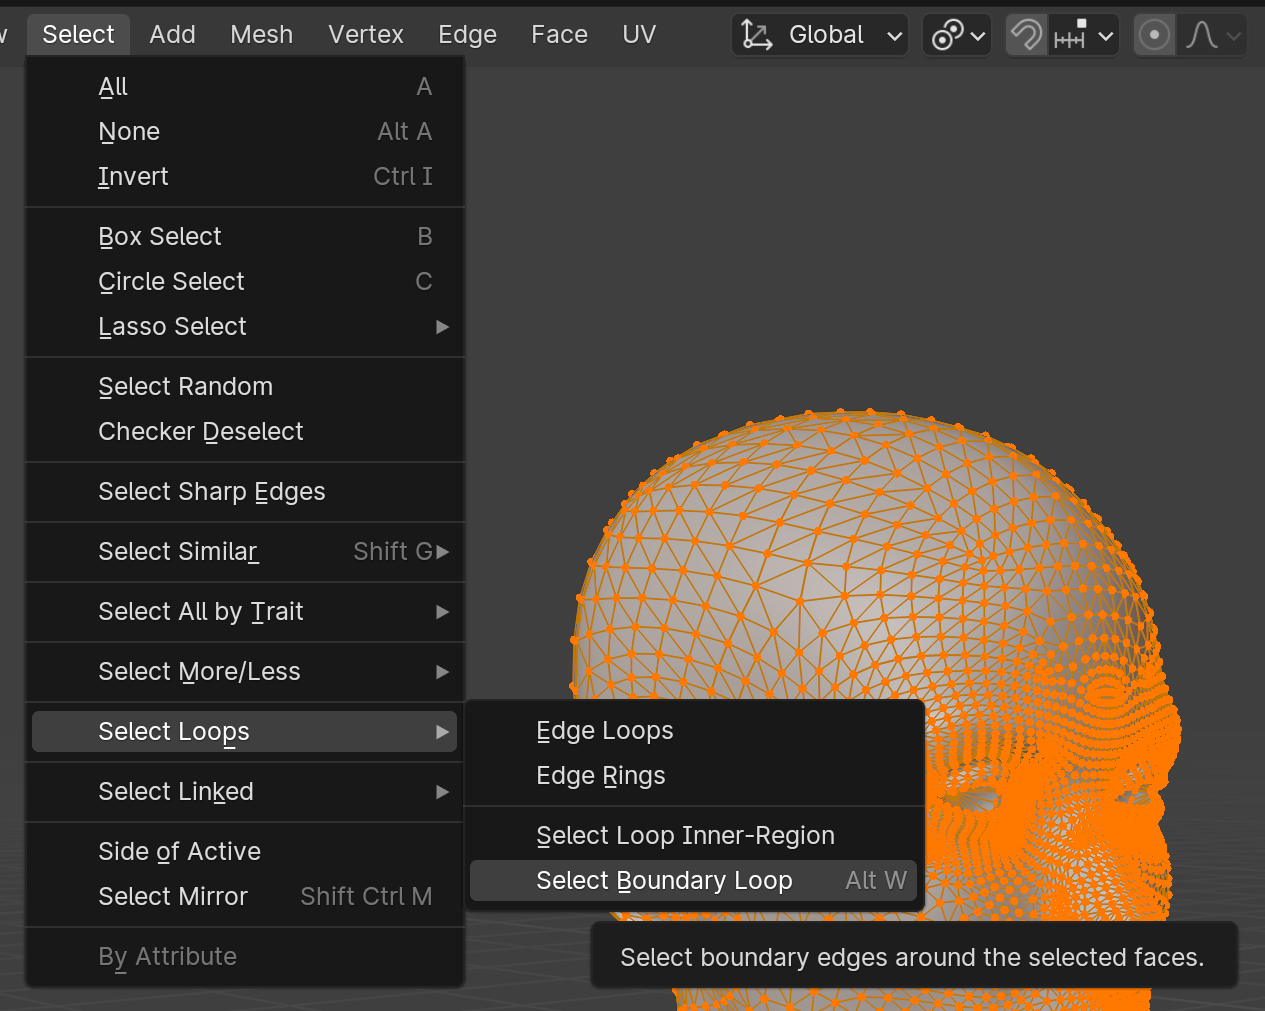 Select Add Mesh Vertex Edge Face UV Global
All A
None Alt A
Invert Ctrl I
Box Select B
Circle Select C
Lasso Select
Select Random
Checker Deselect
Select Sharp Edges
Select Similar Shift G
Select All by Trait
Select More/Less
Select Loops
Select Linked
Side of Active
Select Mirror Shift Ctrl M
By Attribute
Edge Loops
Edge Rings
Select Loop Inner-Region
Select Boundary Loop Alt W
Select boundary edges around the selected faces.